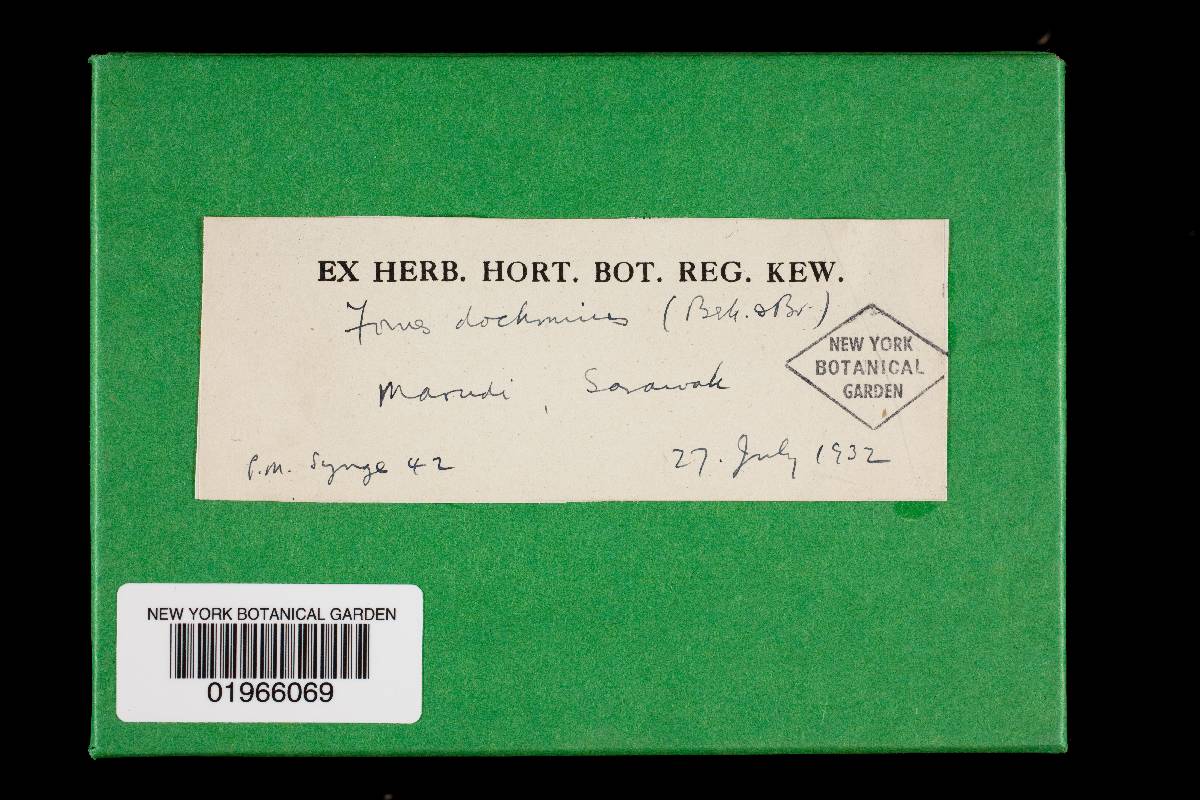 EX HERB. HORT. BOT. REG. KEW.
Fomes dochmius (Berk. & Br.)
NEW YORK
BOTANICAL
GARDEN
Marudi, Sarawak
P.M. Synge 42
27. July 1932
NEW YORK BOTANICAL GARDEN
01966069